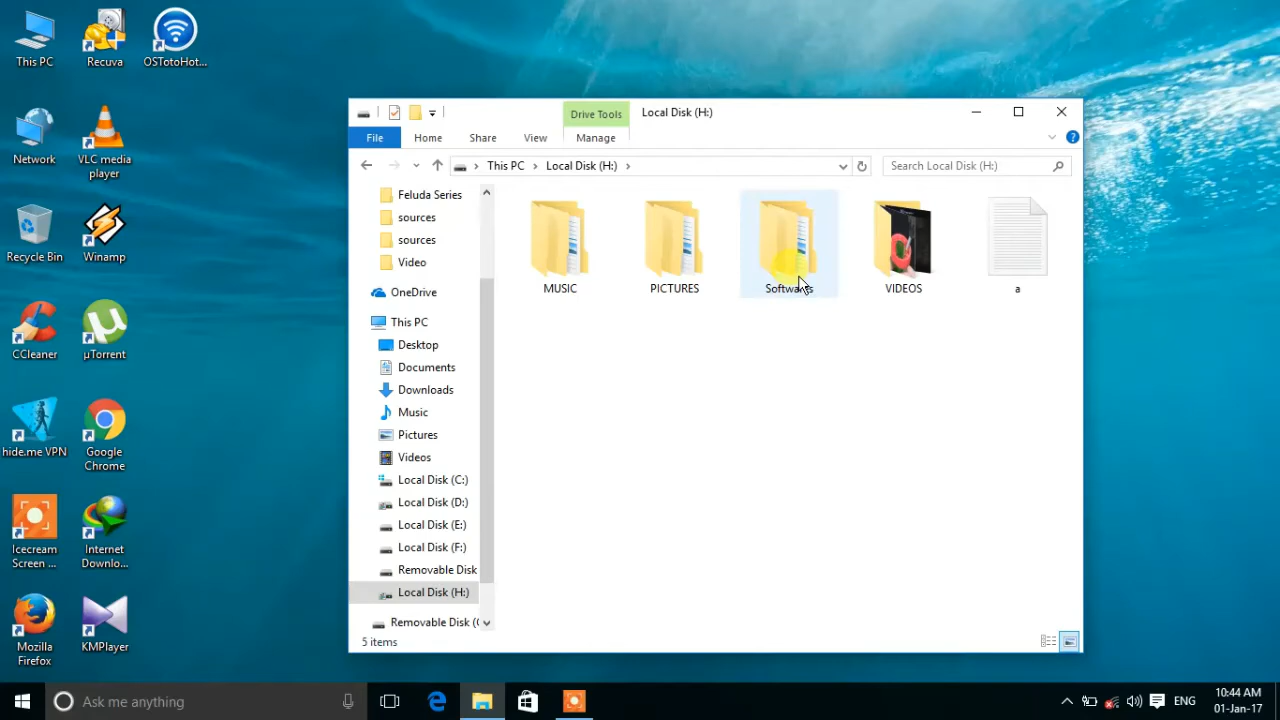 This PC
Recuva
OSTotoHot...
Network
VLC media
player
Recycle Bin
Winamp
CCleaner
µTorrent
hide.me VPN
Google
Chrome
Icecream
Screen ...
Internet
Downlo...
Mozilla
Firefox
KMPlayer
Drive Tools
Local Disk (H:)
File
Home
Share
View
Manage
This PC
Local Disk (H:)
Search Local Disk (H:)
Feluda Series
sources
sources
Video
OneDrive
This PC
Desktop
Documents
Downloads
Music
Pictures
Videos
Local Disk (C:)
Local Disk (D:)
Local Disk (E:)
Local Disk (F:)
Removable Disk
Local Disk (H:)
Removable Disk (
MUSIC
PICTURES
VIDEOS
a
5 items
Ask me anything
ENG
10:44 AM
01-Jan-17